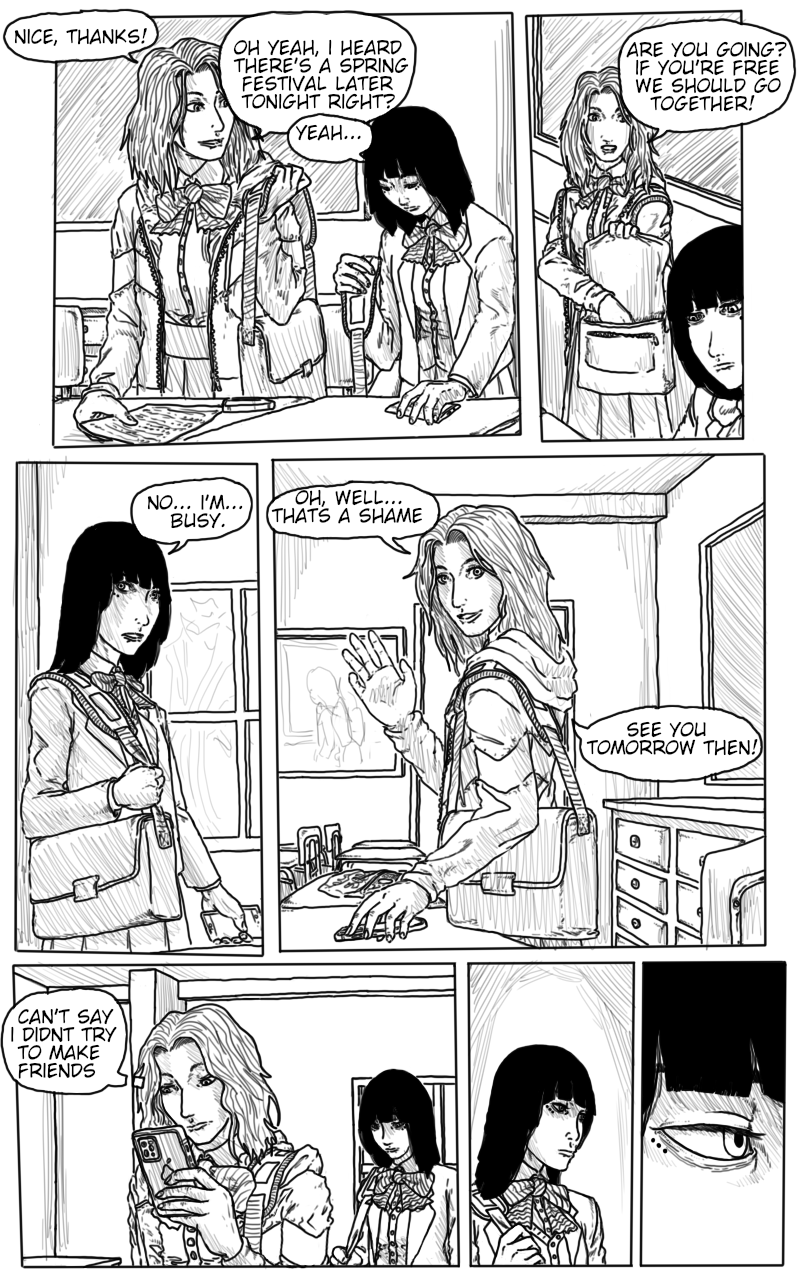 NICE, THANKS!
OH YEAH, I HEARD
THERE'S A SPRING
FESTIVAL LATER
TONIGHT RIGHT?
YEAH...
ARE YOU GOING?
IF YOU'RE FREE
WE SHOULD GO
TOGETHER!
NO... I'M...
BUSY.
OH, WELL...
THATS A SHAME
SEE YOU
TOMORROW THEN!
CAN'T SAY
I DIDNT TRY
TO MAKE
FRIENDS